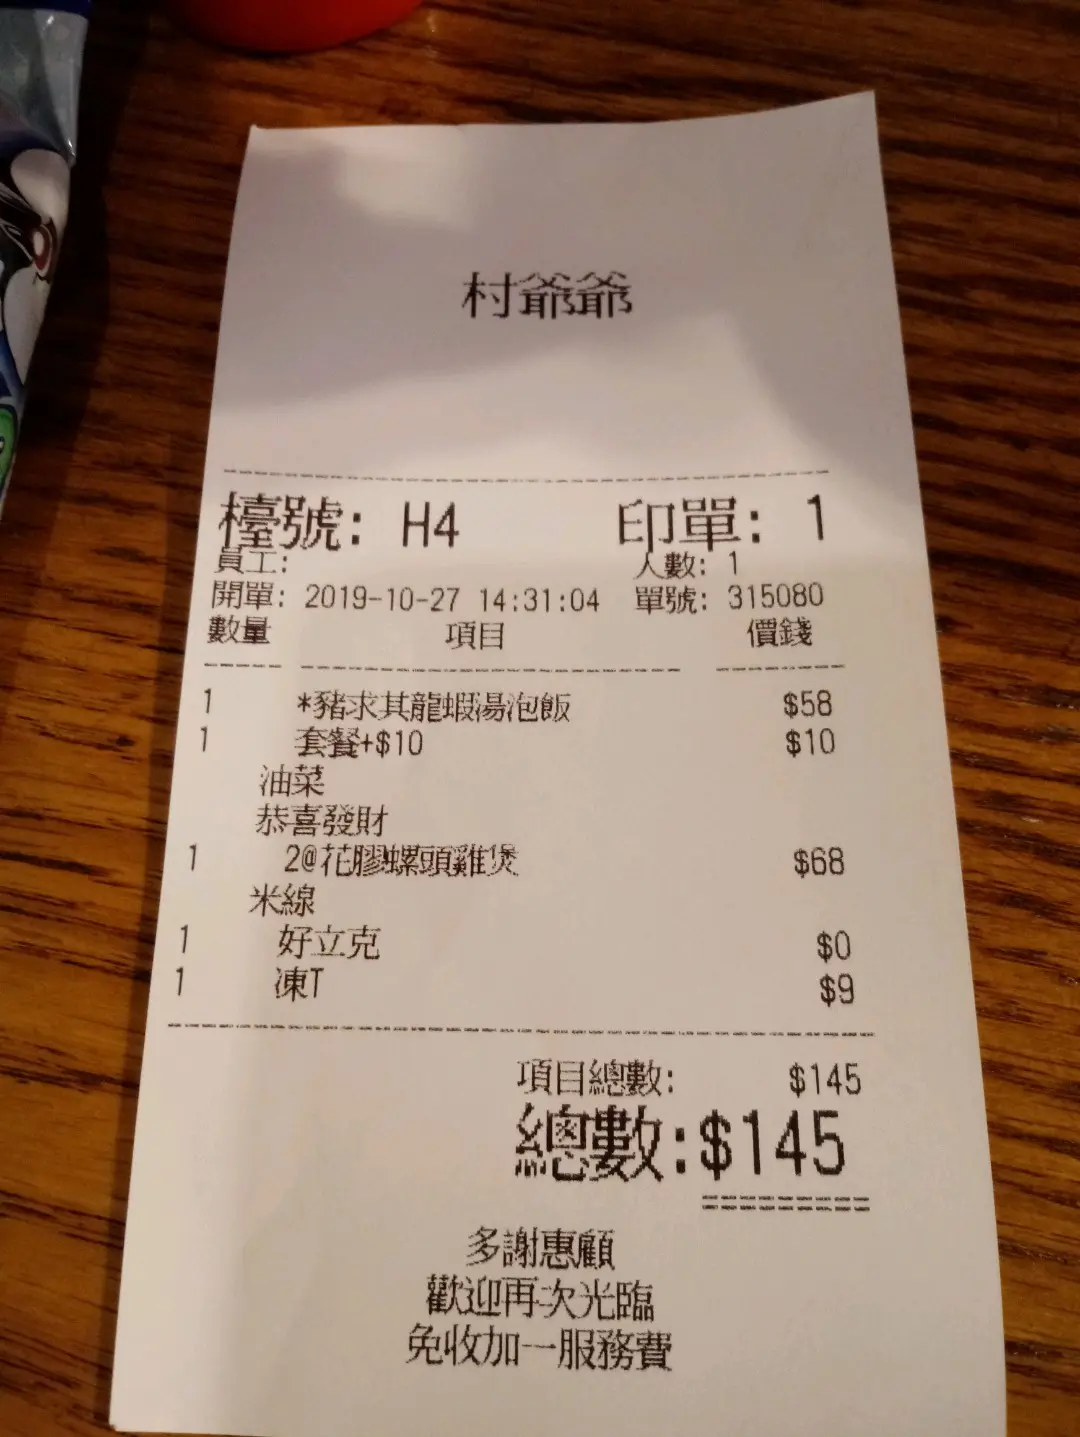 村爺爺
檯號: H4 印單: 1
員工: 人數: 1
開單: 2019-10-27 14:31:04 單號: 315080
數量 項目 價錢
1 *豬求其龍蝦湯泡飯 $58
1 套餐+$10 $10
油菜
恭喜發財
1 2@花膠螺頭雞煲 $68
米線
1 好立克 $0
1 凍T $9
項目總數: $145
總數:$145
多謝惠顧
歡迎再次光臨
免收加一服務費